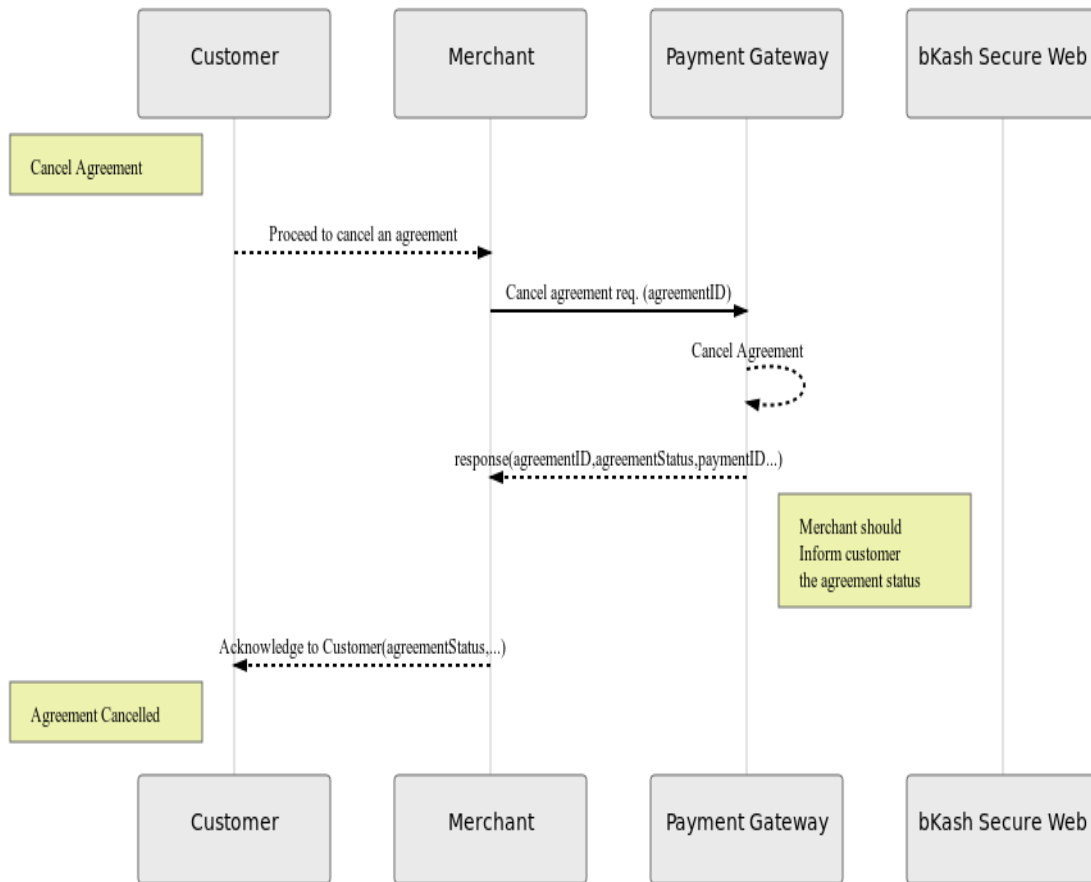 Customer
Merchant
Payment Gateway
bKash Secure Web
Cancel Agreement
Proceed to cancel an agreement
Cancel agreement req. (agreementID)
Cancel Agreement
response(agreementID,agreementStatus,paymentID...)
Merchant should
Inform customer
the agreement status
Acknowledge to Customer(agreementStatus,...)
Agreement Cancelled
Customer
Merchant
Payment Gateway
bKash Secure Web